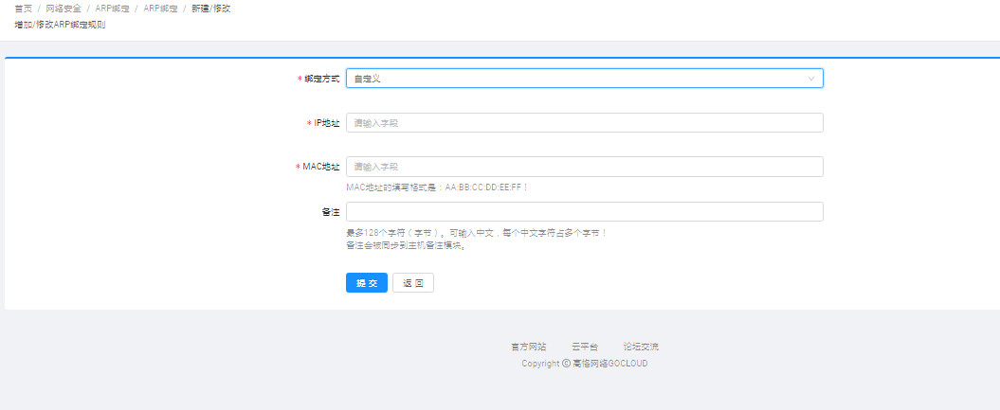 首页 / 网络安全 / ARP绑定 / ARP绑定 / 新建/修改
增加/修改ARP绑定规则
* 绑定方式 自定义
* IP地址 请输入字段
* MAC地址 请输入字段
MAC地址的填写格式是：AA:BB:CC:DD:EE:FF！
备注
最多128个字符（字节）。可输入中文，每个中文字符占多个字节！
备注会被同步到主机备注模块。
提 交 返 回
官方网站 云平台 论坛交流
Copyright © 高格网络GOCLOUD